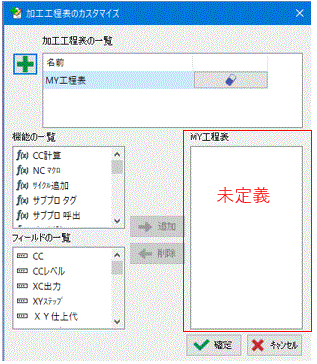 加工工程表のカスタマイズ
加工工程表の一覧
名前
MY工程表
機能の一覧
f(x) CC計算
f(x) NCマクロ
f(x) サイクル追加
f(x) サブプロ タグ
f(x) サブプロ 呼出
追加
削除
フィールドの一覧
CC
CCレベル
XC出力
XYステップ
ＸＹ仕上代
MY工程表
未定義
確定
キャンセル